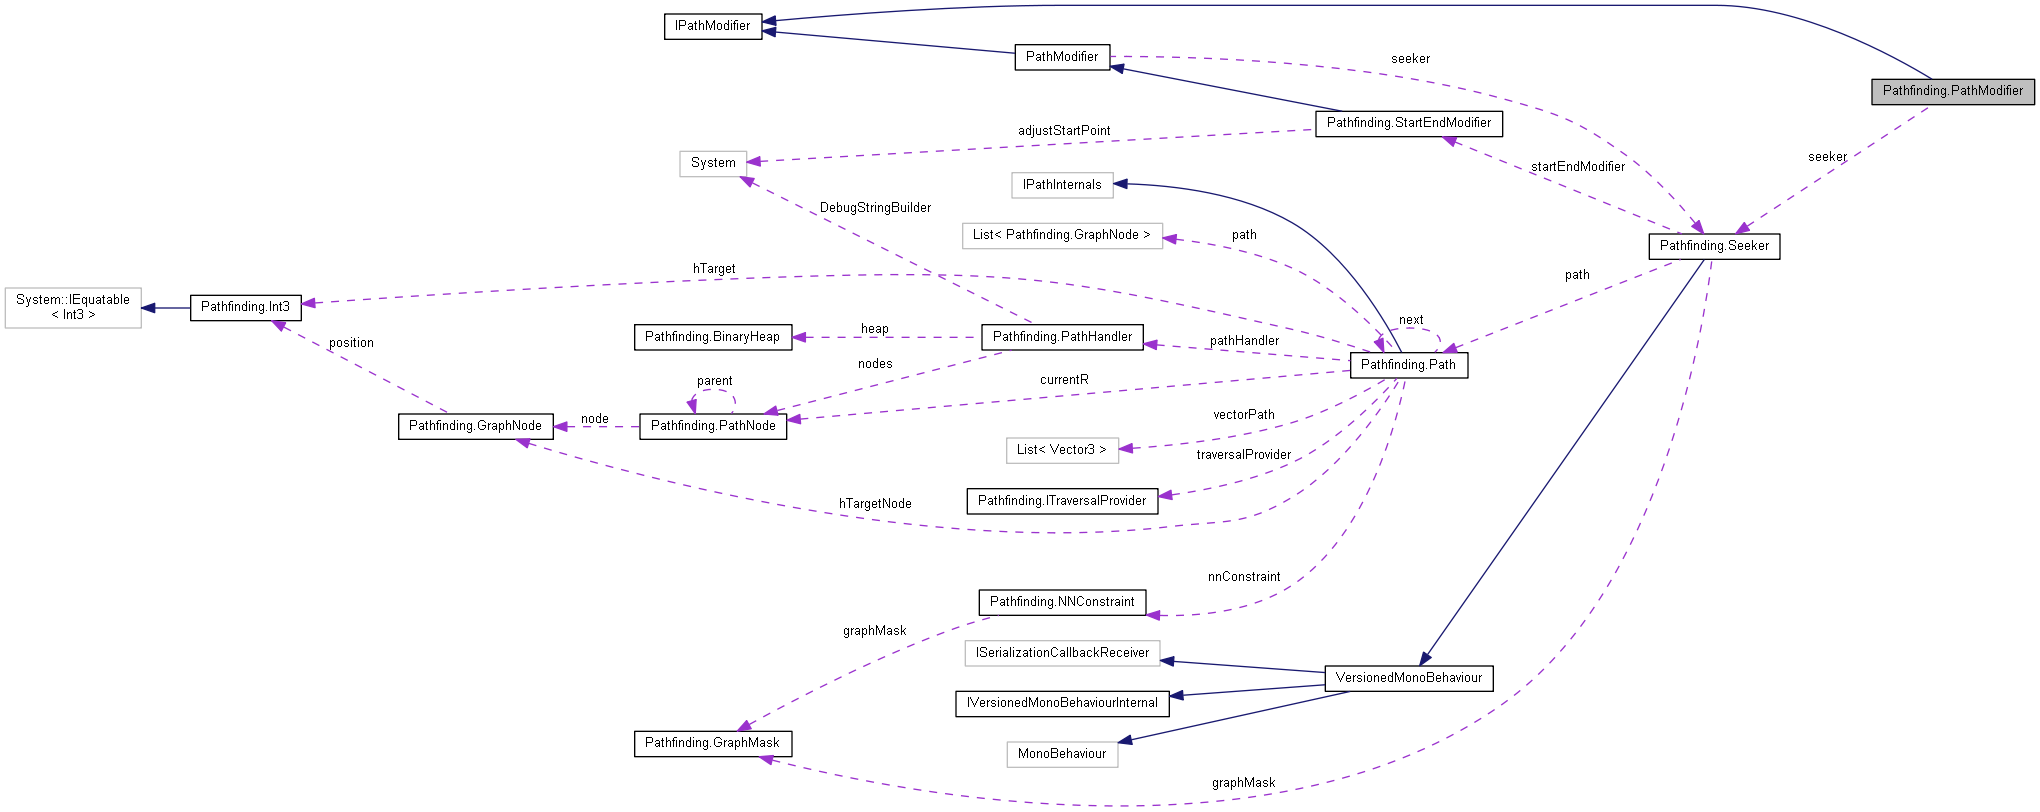 IPathModifier
PathModifier
seeker
Pathfinding.PathModifier
Pathfinding.StartEndModifier
adjustStartPoint
System
seeker
startEndModifier
IPathInternals
DebugStringBuilder
List< Pathfinding.GraphNode >
path
Pathfinding.Seeker
hTarget
path
System::IEquatable
< Int3 >
Pathfinding.Int3
next
heap
Pathfinding.BinaryHeap
Pathfinding.PathHandler
pathHandler
position
nodes
Pathfinding.Path
parent
currentR
vectorPath
node
Pathfinding.GraphNode
Pathfinding.PathNode
List< Vector3 >
traversalProvider
Pathfinding.ITraversalProvider
hTargetNode
nnConstraint
Pathfinding.NNConstraint
graphMask
ISerializationCallbackReceiver
VersionedMonoBehaviour
IVersionedMonoBehaviourInternal
Pathfinding.GraphMask
MonoBehaviour
graphMask